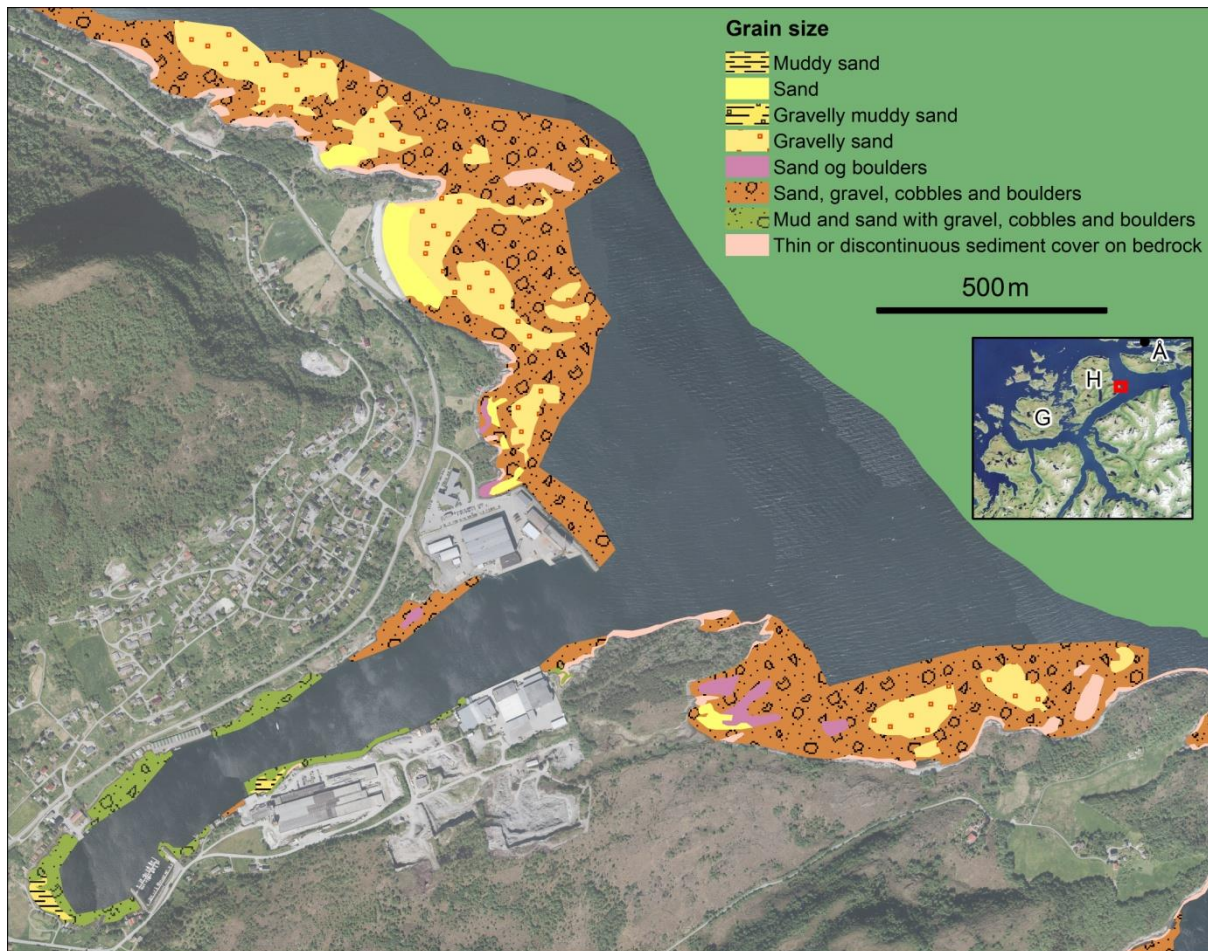 Grain size
Muddy sand
Sand
Gravelly muddy sand
Gravelly sand
Sand og boulders
Sand, gravel, cobbles and boulders
Mud and sand with gravel, cobbles and boulders
Thin or discontinuous sediment cover on bedrock
500 m
Å
H
G